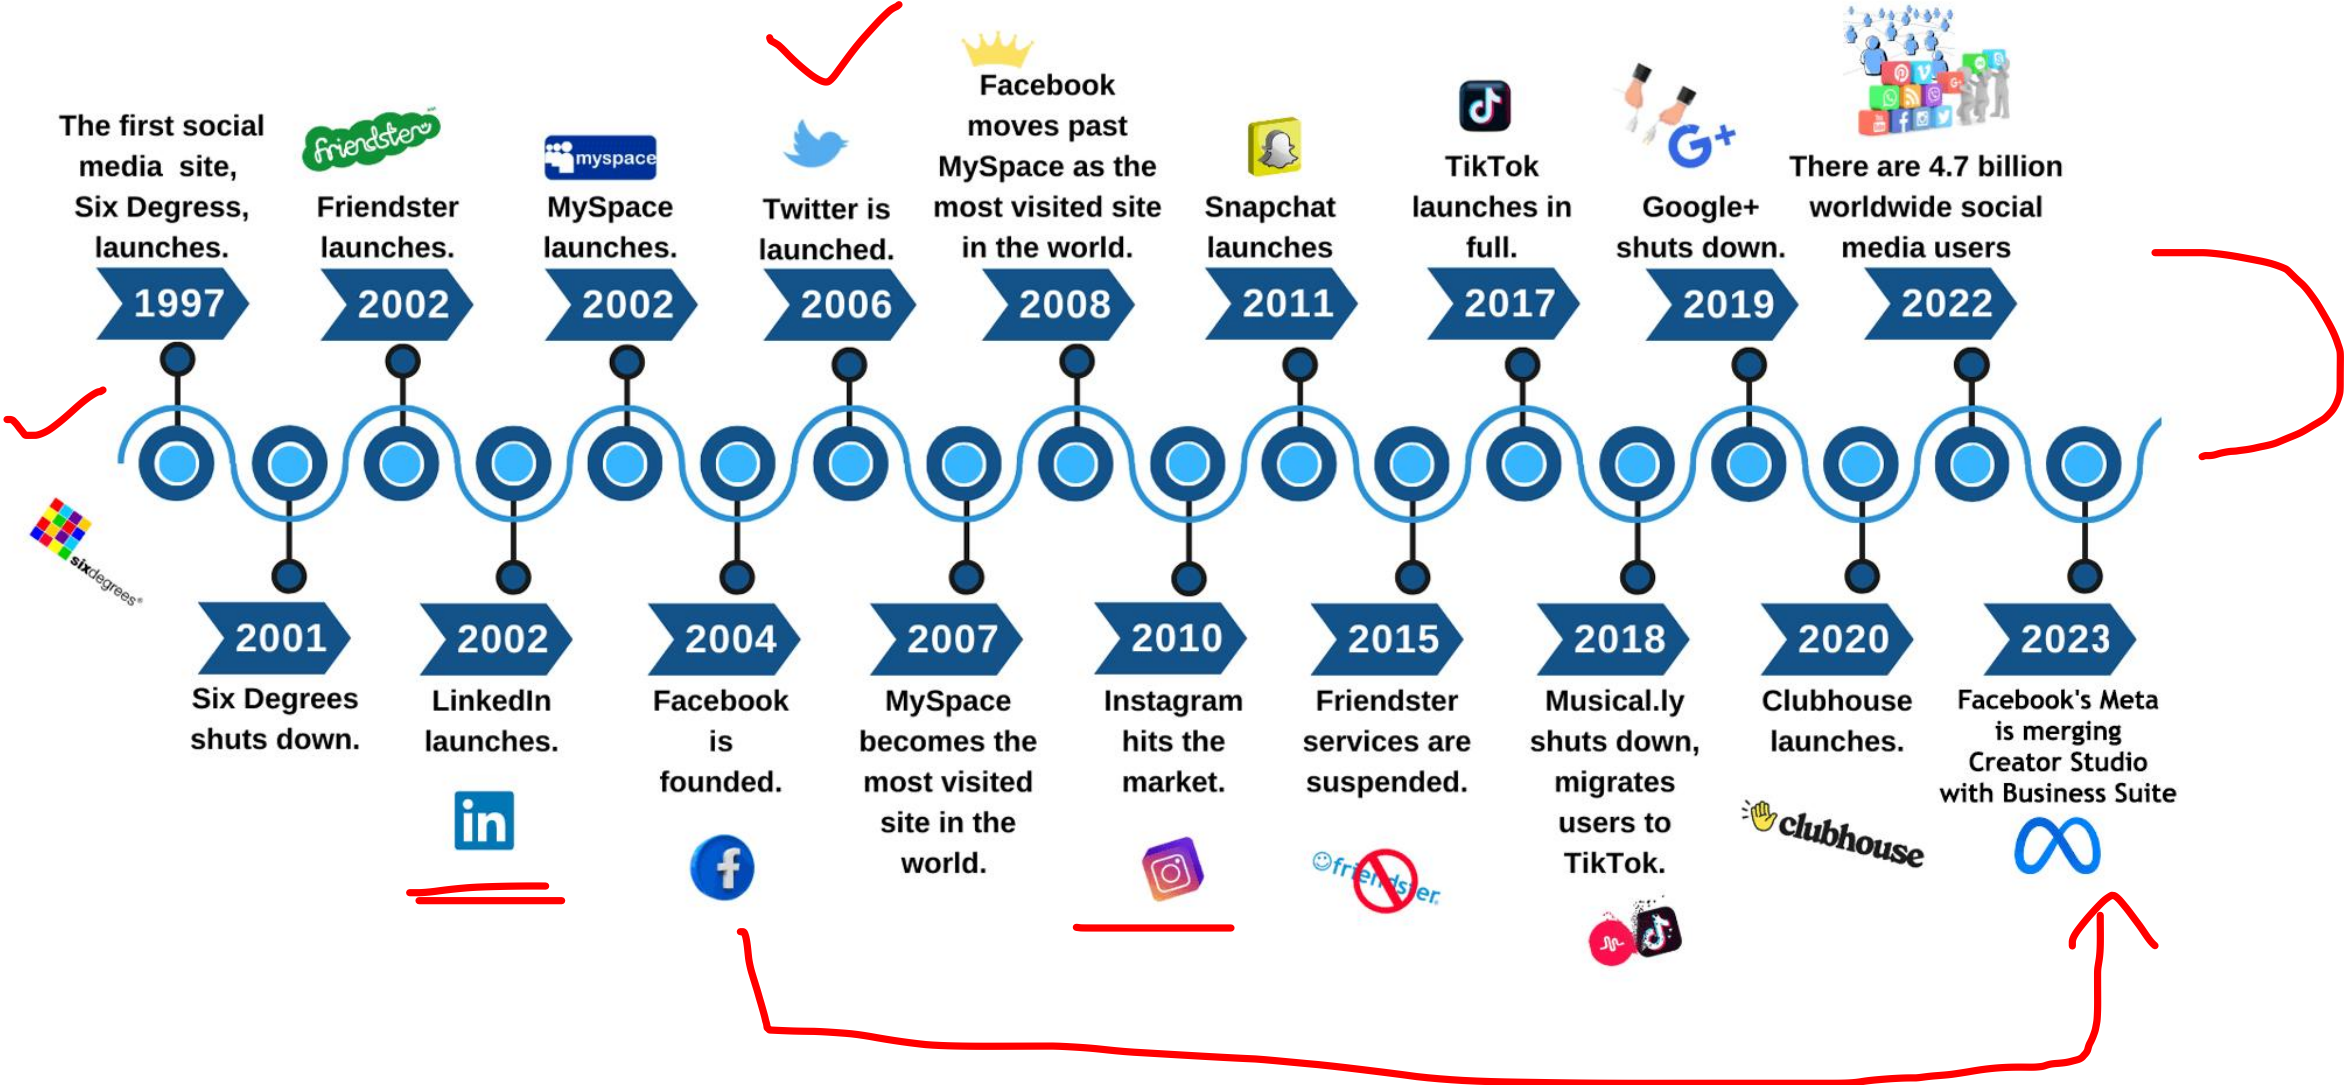 The first social
media site,
Six Degress,
launches.
1997
friendster
Friendster
launches.
2002
myspace
MySpace
launches.
2002
Twitter is
launched.
2006
Facebook
moves past
MySpace as the
most visited site
in the world.
2008
Snapchat
launches
2011
TikTok
launches in
full.
2017
G+
Google+
shuts down.
2019
There are 4.7 billion
worldwide social
media users
2022
sixdegrees®
2001
Six Degrees
shuts down.
2002
LinkedIn
launches.
in
2004
Facebook
is
founded.
f
2007
MySpace
becomes the
most visited
site in the
world.
2010
Instagram
hits the
market.
2015
Friendster
services are
suspended.
friendster
2018
Musical.ly
shuts down,
migrates
users to
TikTok.
2020
Clubhouse
launches.
clubhouse
2023
Facebook's Meta
is merging
Creator Studio
with Business Suite